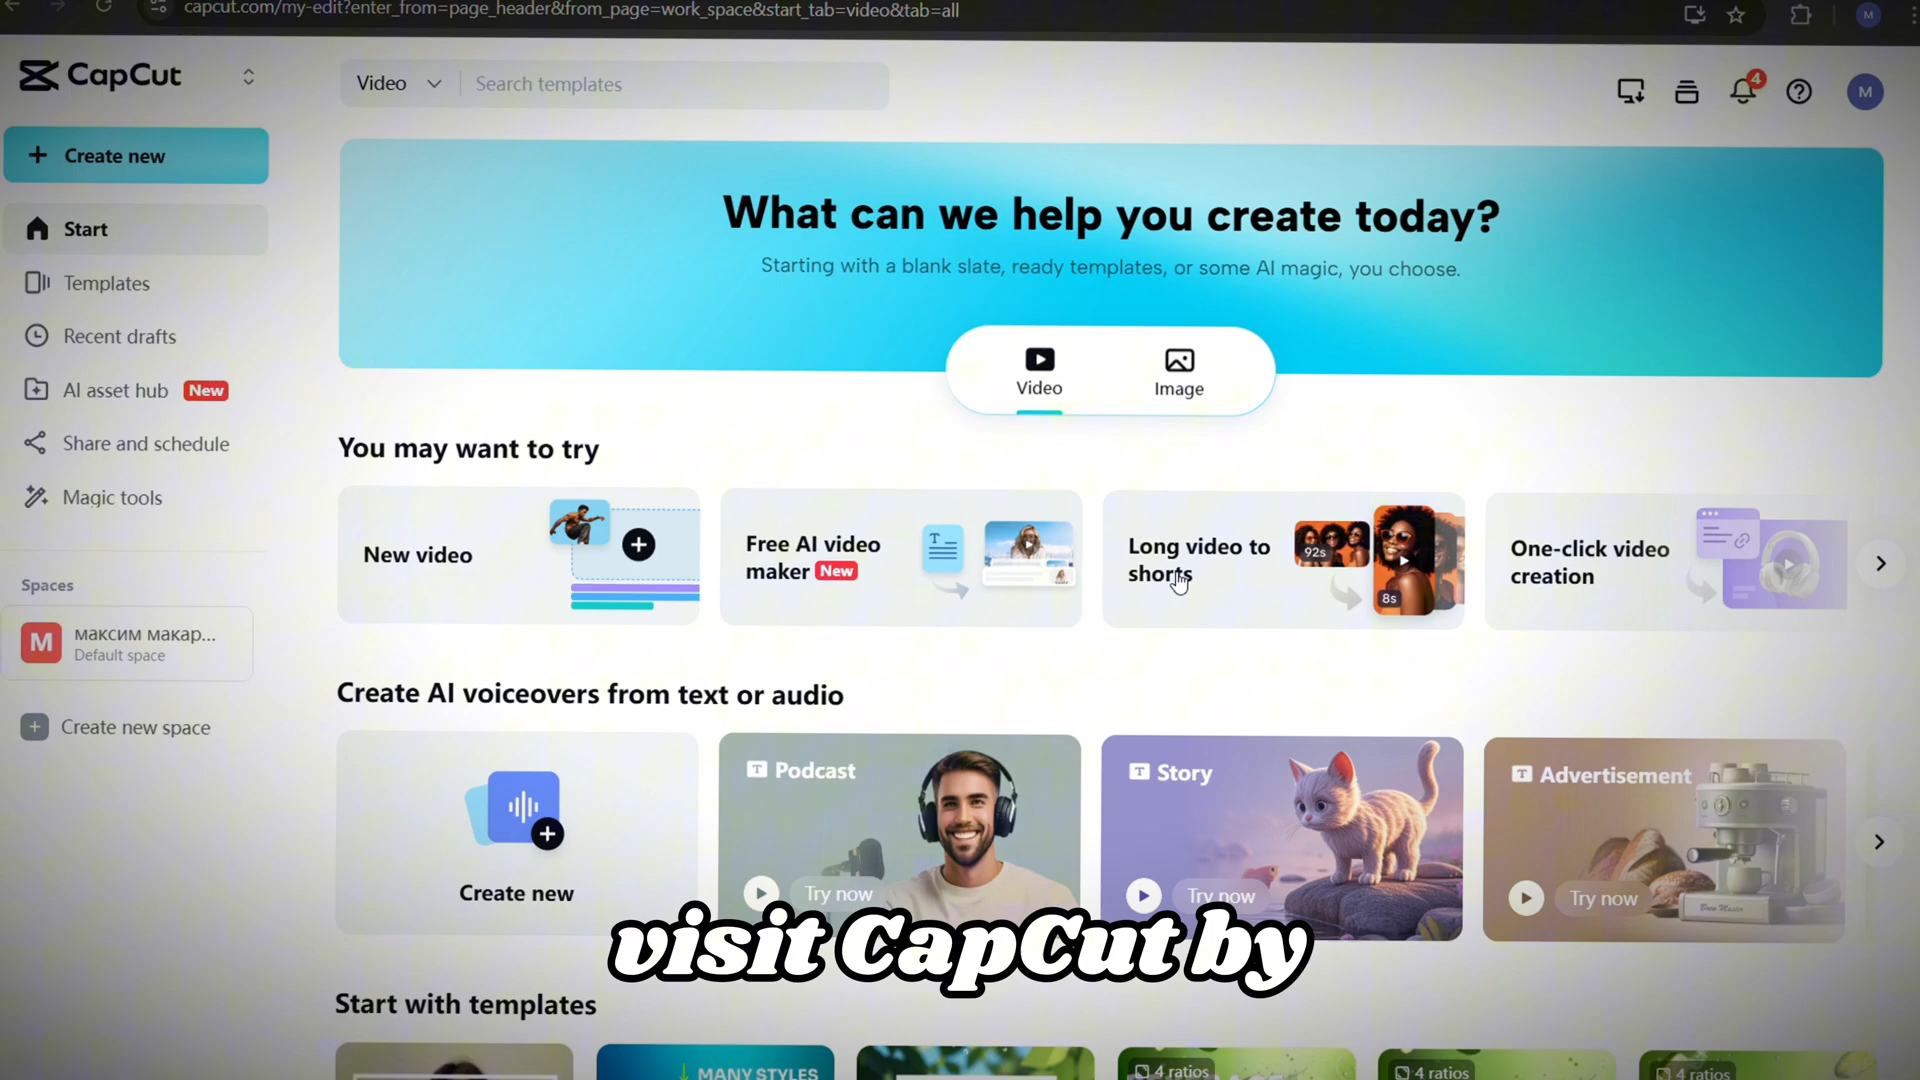 capcut.com/my-edit?enter_from=page_header&from_page=work_space&start_tab=video&tab=all
M
CapCut
Video
Search templates
4
M
Create new
Start
Templates
Recent drafts
AI asset hub New
Share and schedule
Magic tools
Spaces
M
максим макар...
Default space
Create new space
What can we help you create today?
Starting with a blank slate, ready templates, or some AI magic, you choose.
Video
Image
You may want to try
New video
Free AI video
maker New
T
Long video to
shorts
92s
8s
One-click video
creation
Create AI voiceovers from text or audio
Create new
T Podcast
Try now
T Story
Try now
T Advertisement
Brew Master
Try now
visit CapCut by
Start with templates
MANY STYLES
4 ratios
4 ratios
4 ratios